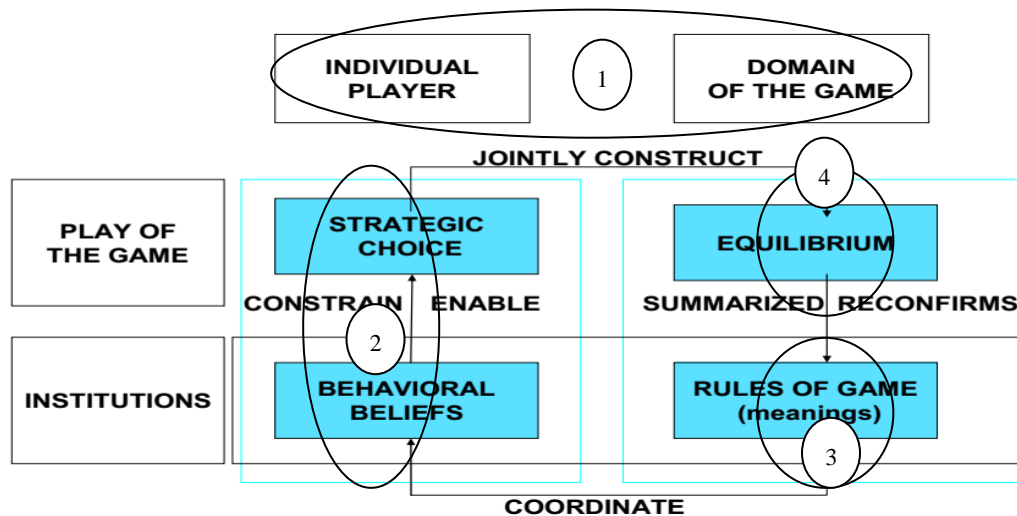 INDIVIDUAL
PLAYER
1
DOMAIN
OF THE GAME
JOINTLY CONSTRUCT
4
PLAY OF
THE GAME
STRATEGIC
CHOICE
EQUILIBRIUM
CONSTRAIN ENABLE
SUMMARIZED RECONFIRMS
2
INSTITUTIONS
BEHAVIORAL
BELIEFS
RULES OF GAME
(meanings)
3
COORDINATE